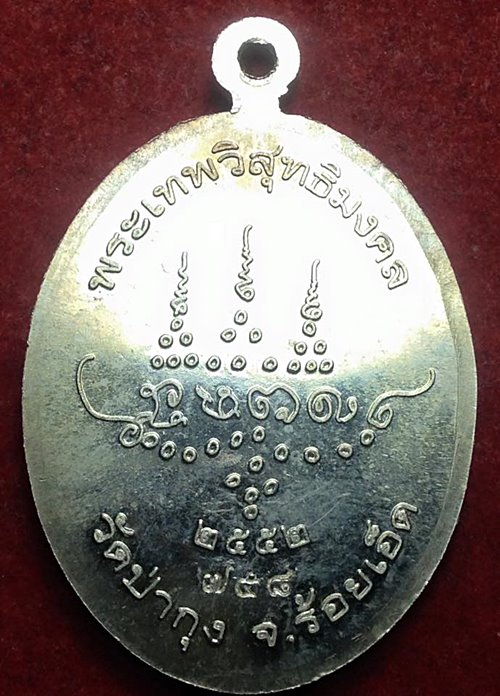 พระเทพวิสุทธิมงคล
๒๕๕๒
๗๕๘
วัดป่ากุง จ.ร้อยเอ็ด